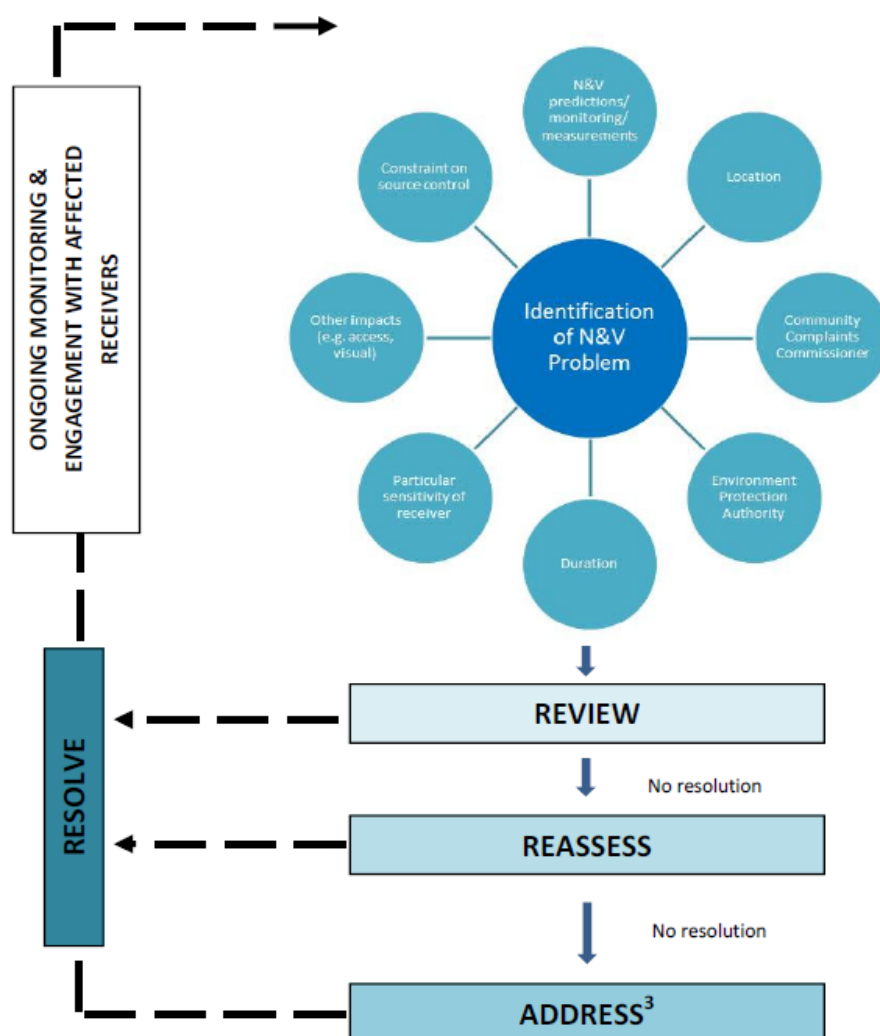 ONGOING MONITORING &
ENGAGEMENT WITH AFFECTED
RECEIVERS
N&V
predictions/
monitoring/
measurements
Constraint on
source control
Location
Other impacts
(e.g. access,
visual)
Identification
of N&V
Problem
Community
Complaints
Commissioner
Particular
sensitivity of
receiver
Environment
Protection
Authority
Duration
RESOLVE
REVIEW
No resolution
REASSESS
No resolution
ADDRESS³